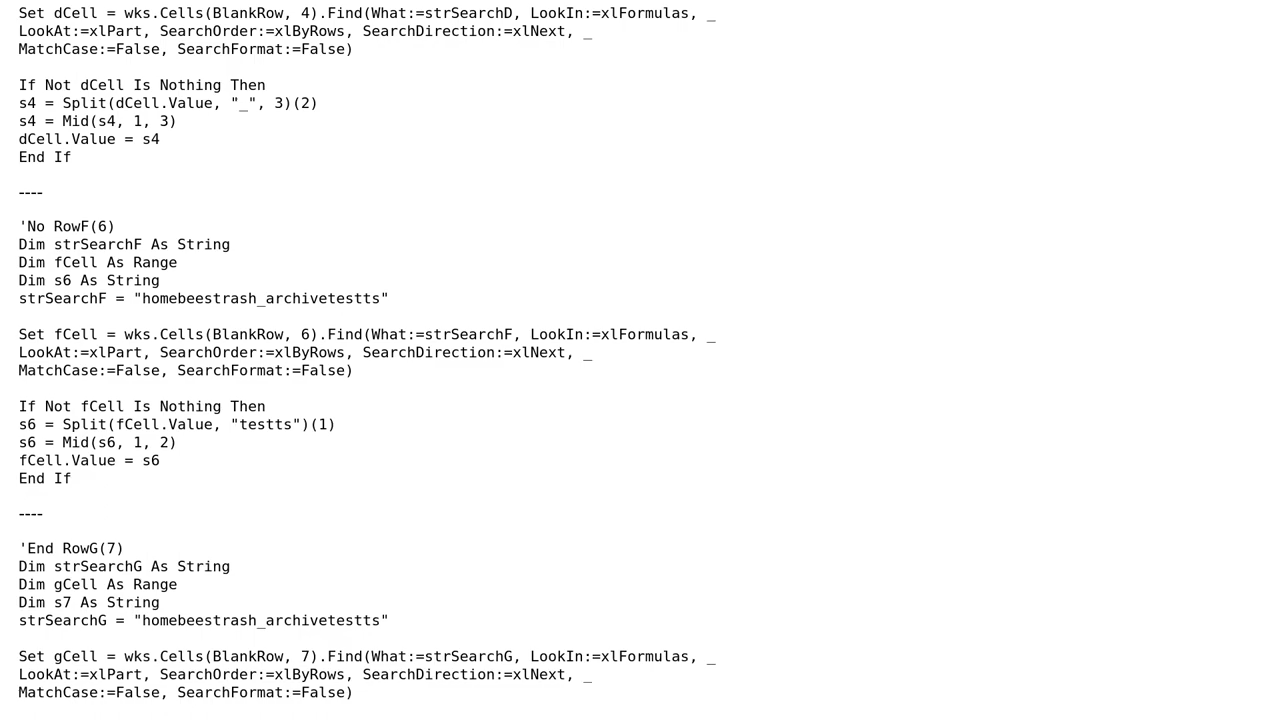 Set dCell = wks.Cells(BlankRow, 4).Find(What:=strSearchD, LookIn:=xlFormulas, _
LookAt:=xlPart, SearchOrder:=xlByRows, SearchDirection:=xlNext, _
MatchCase:=False, SearchFormat:=False)
If Not dCell Is Nothing Then
s4 = Split(dCell.Value, "_", 3)(2)
s4 = Mid(s4, 1, 3)
dCell.Value = s4
End If
----
'No RowF(6)
Dim strSearchF As String
Dim fCell As Range
Dim s6 As String
strSearchF = "homebeestrash_archivetestts"
Set fCell = wks.Cells(BlankRow, 6).Find(What:=strSearchF, LookIn:=xlFormulas, _
LookAt:=xlPart, SearchOrder:=xlByRows, SearchDirection:=xlNext, _
MatchCase:=False, SearchFormat:=False)
If Not fCell Is Nothing Then
s6 = Split(fCell.Value, "testts")(1)
s6 = Mid(s6, 1, 2)
fCell.Value = s6
End If
----
'End RowG(7)
Dim strSearchG As String
Dim gCell As Range
Dim s7 As String
strSearchG = "homebeestrash_archivetestts"
Set gCell = wks.Cells(BlankRow, 7).Find(What:=strSearchG, LookIn:=xlFormulas, _
LookAt:=xlPart, SearchOrder:=xlByRows, SearchDirection:=xlNext, _
MatchCase:=False, SearchFormat:=False)